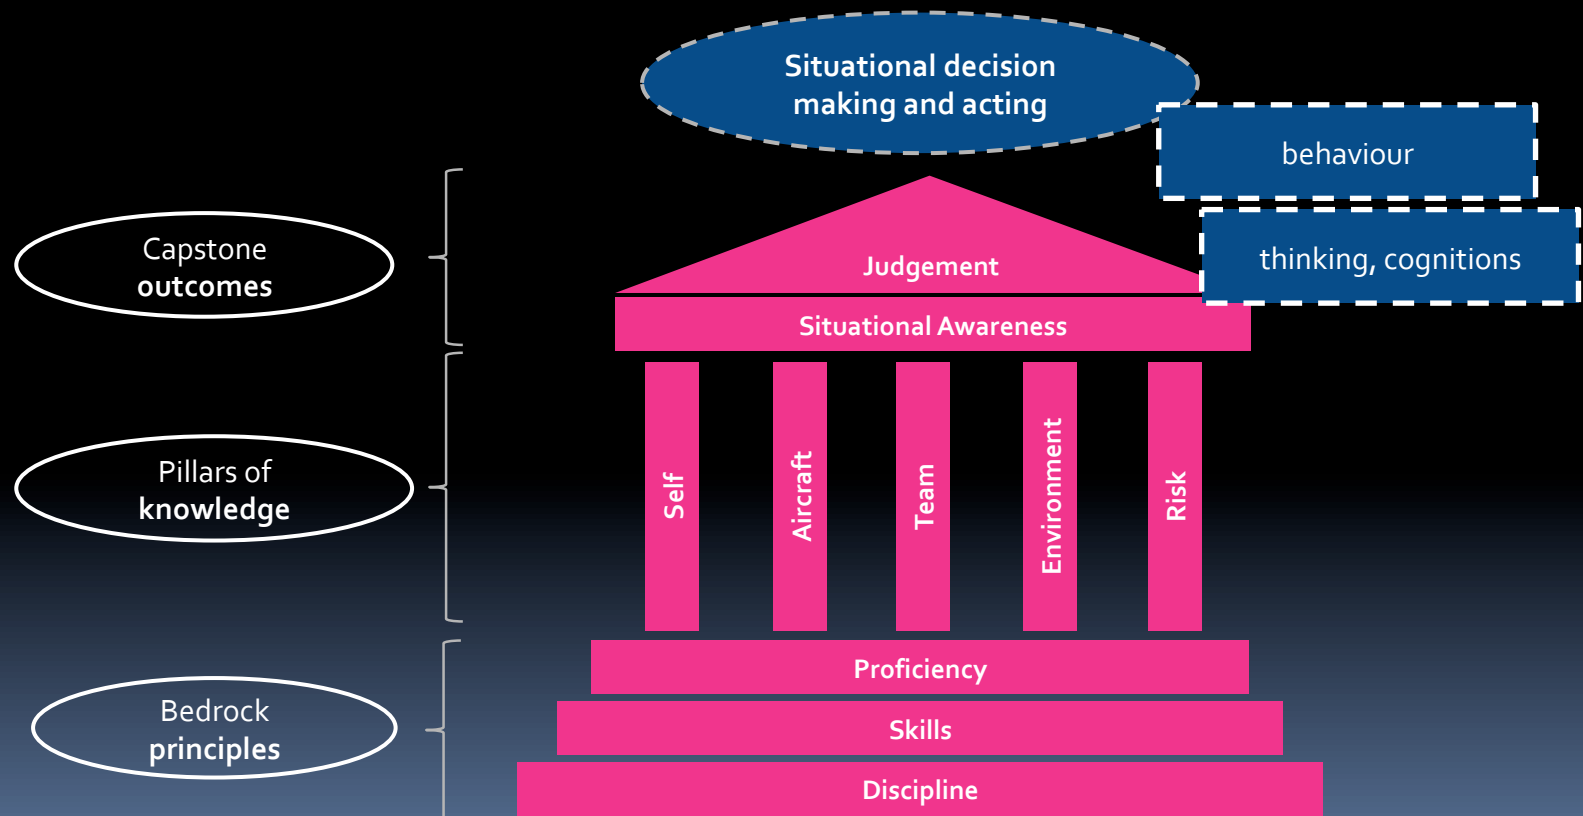 Situational decision
making and acting
behaviour
thinking, cognitions
Capstone
outcomes
Judgement
Situational Awareness
Pillars of
knowledge
Self
Aircraft
Team
Environment
Risk
Bedrock
principles
Proficiency
Skills
Discipline